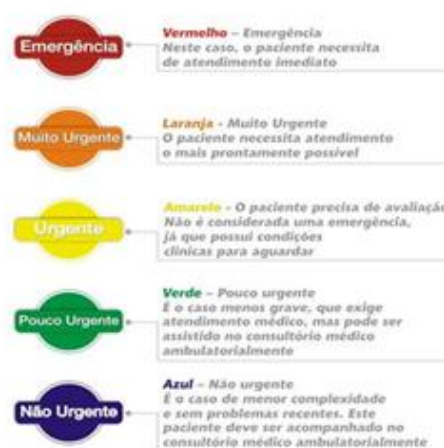 Emergência
Vermelho – Emergência
Neste caso, o paciente necessita
de atendimento imediato
Muito Urgente
Laranja - Muito Urgente
O paciente necessita atendimento
o mais prontamente possível
Urgente
Amarelo - O paciente precisa de avaliação
Não é considerada uma emergência,
já que possui condições
clínicas para aguardar
Pouco Urgente
Verde – Pouco urgente
É o caso menos grave, que exige
atendimento médico, mas pode ser
assistido no consultório médico
ambulatorialmente
Não Urgente
Azul – Não urgente
É o caso de menor complexidade
e sem problemas recentes. Este
paciente deve ser acompanhado no
consultório médico ambulatorialmente